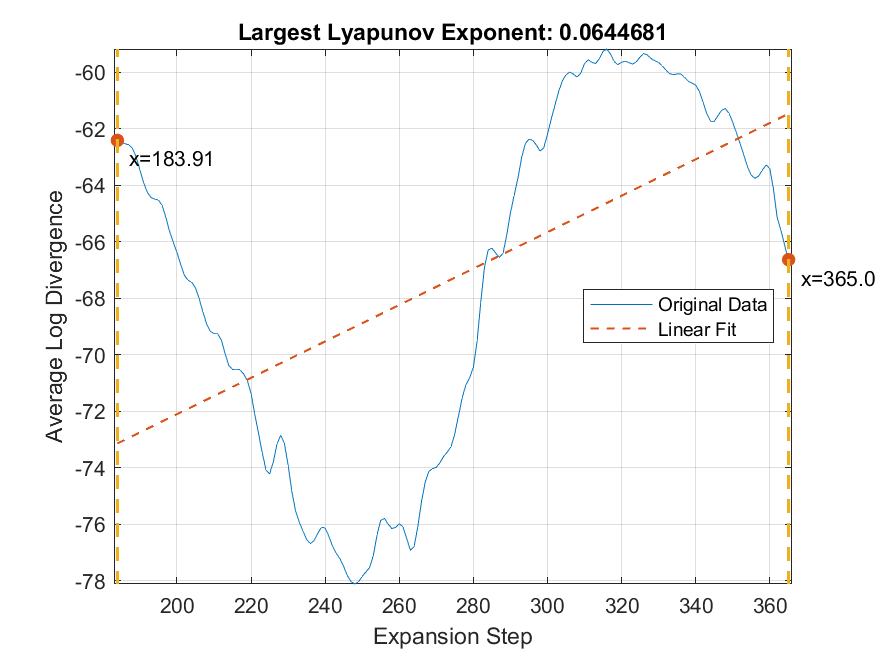 Largest Lyapunov Exponent: 0.0644681
-60
-62
x=183.91
-64
-66
x=365.0
-68
Original Data
Linear Fit
-70
-72
-74
-76
-78
Average Log Divergence
200 220 240 260 280 300 320 340 360
Expansion Step